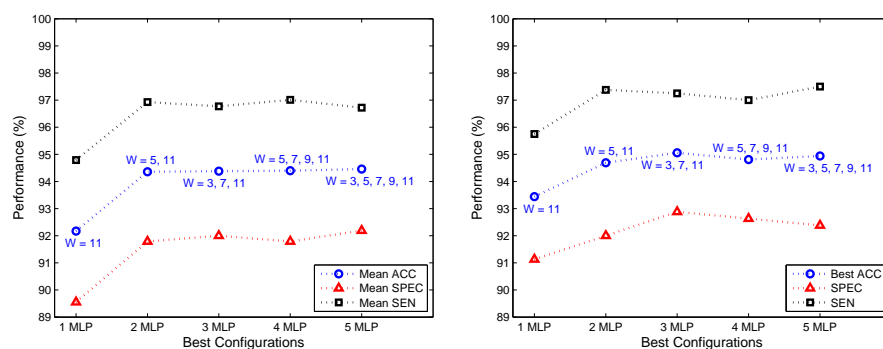 100
99
98
97
96
95
94
93
92
91
90
89
Performance (%)
W = 11
W = 5, 11
W = 3, 7, 11
W = 5, 7, 9, 11
W = 3, 5, 7, 9, 11
Mean ACC
Mean SPEC
Mean SEN
1 MLP 2 MLP 3 MLP 4 MLP 5 MLP
Best Configurations
100
99
98
97
96
95
94
93
92
91
90
89
Performance (%)
W = 11
W = 5, 11
W = 3, 7, 11
W = 5, 7, 9, 11
W = 3, 5, 7, 9, 11
Best ACC
SPEC
SEN
1 MLP 2 MLP 3 MLP 4 MLP 5 MLP
Best Configurations